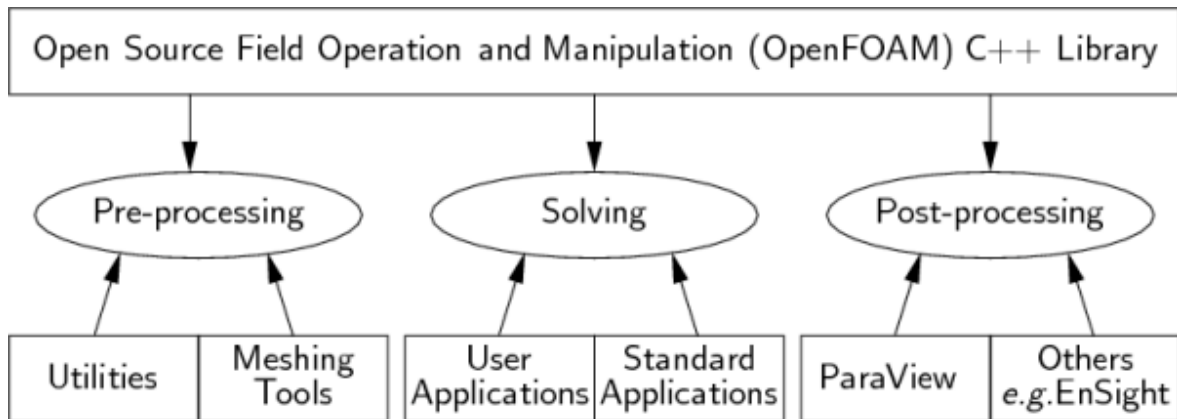 Open Source Field Operation and Manipulation (OpenFOAM) C++ Library
Pre-processing
Solving
Post-processing
Utilities
Meshing
Tools
User
Applications
Standard
Applications
ParaView
Others
e.g.EnSight